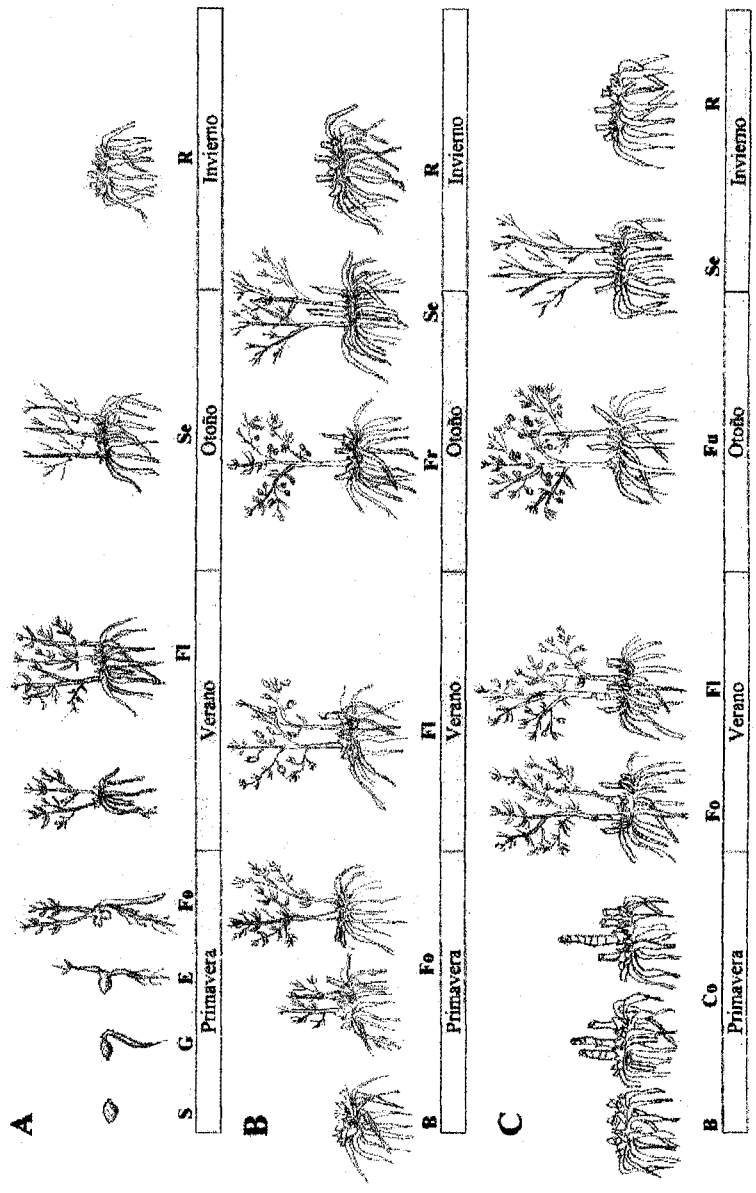 A
S G E Fo Fl Se R
Primavera Verano Otoño Invierno
B
B Fo Fl Fr Se R
Primavera Verano Otoño Invierno
C
B Co Fo Fl Fu Se R
Primavera Verano Otoño Invierno